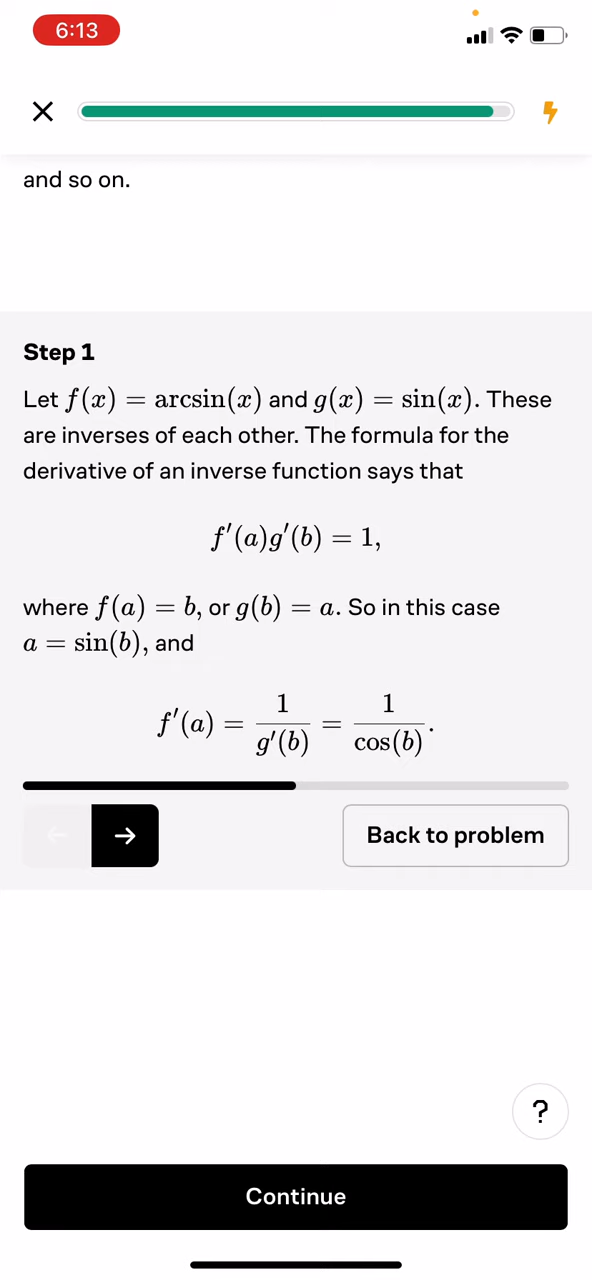 6:13
and so on.
Step 1
Let f(x) = arcsin(x) and g(x) = sin(x). These
are inverses of each other. The formula for the
derivative of an inverse function says that
f′(a)g′(b) = 1,
where f(a) = b, or g(b) = a. So in this case
a = sin(b), and
f′(a) = 1/g′(b) = 1/cos(b).
Back to problem
?
Continue